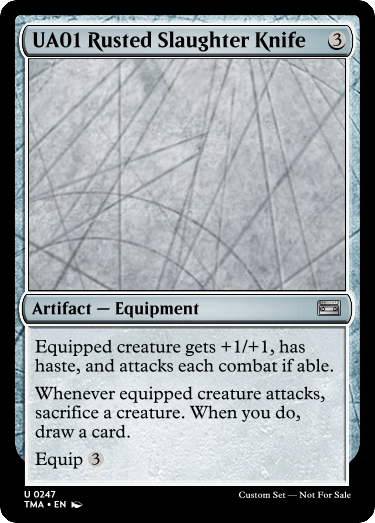 UA01 Rusted Slaughter Knife 3
Artifact — Equipment
Equipped creature gets +1/+1, has
haste, and attacks each combat if able.
Whenever equipped creature attacks,
sacrifice a creature. When you do,
draw a card.
Equip 3
U 0247
TMA • EN
Custom Set — Not For Sale